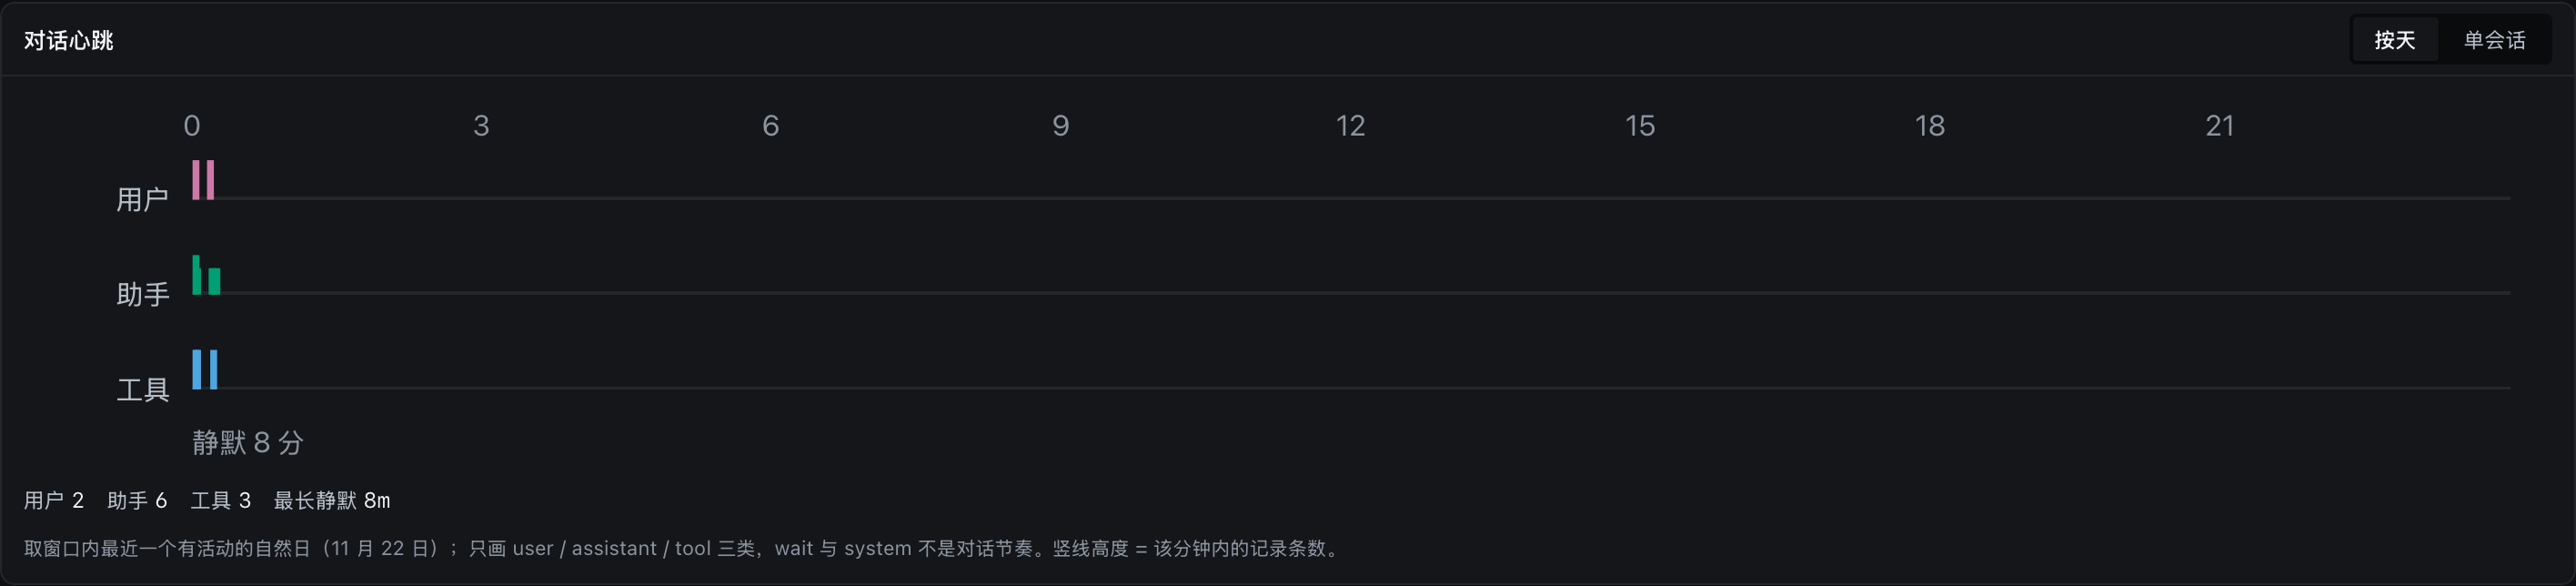 对话心跳 按天 单会话
0 3 6 9 12 15 18 21
用户
助手
工具
静默 8 分
用户 2 助手 6 工具 3 最长静默 8m
取窗口内最近一个有活动的自然日（11 月 22 日）；只画 user / assistant / tool 三类，wait 与 system 不是对话节奏。竖线高度 = 该分钟内的记录条数。